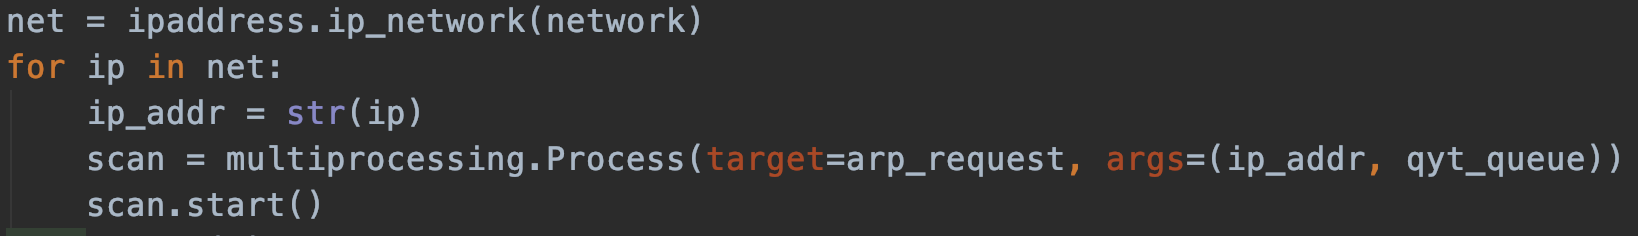 net = ipaddress.ip_network(network)
for ip in net:
    ip_addr = str(ip)
    scan = multiprocessing.Process(target=arp_request, args=(ip_addr, qyt_queue))
    scan.start()